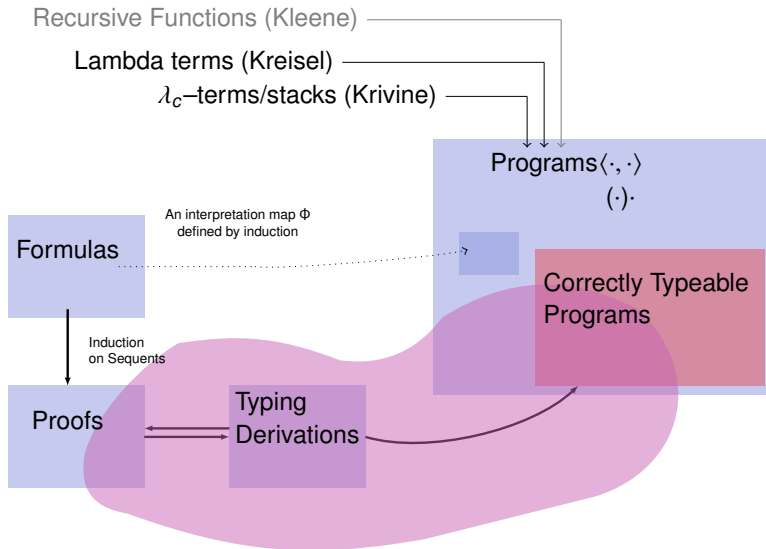 Recursive Functions (Kleene)
Lambda terms (Kreisel)
λc–terms/stacks (Krivine)
Programs⟨·, ·⟩
(·)·
An interpretation map Φ
defined by induction
Formulas
Correctly Typeable
Programs
Induction
on Sequents
Proofs
Typing
Derivations